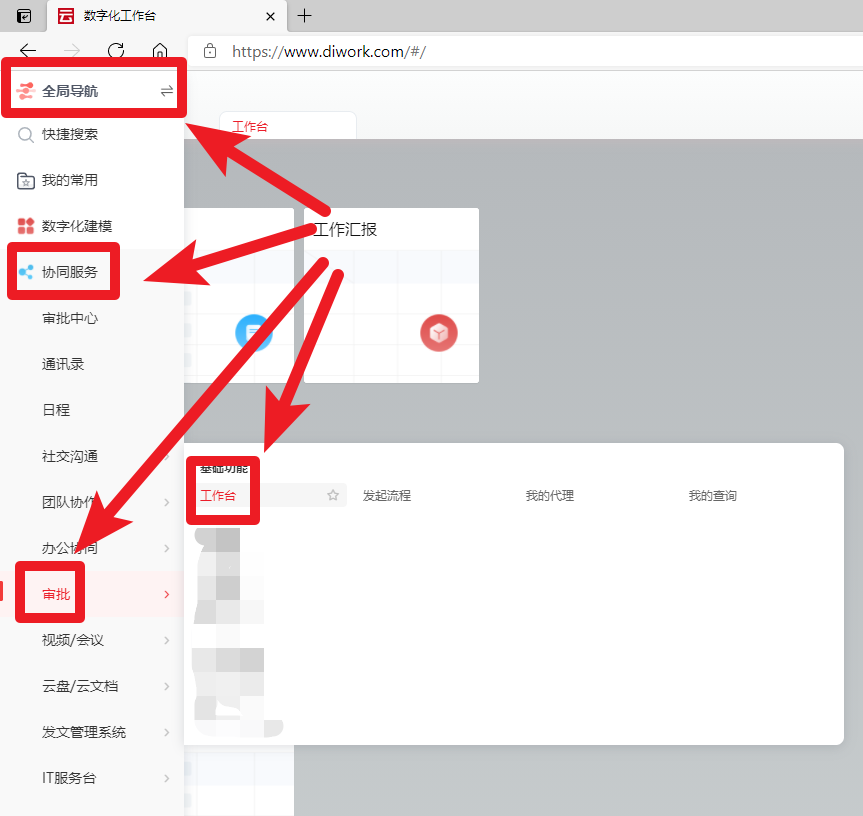 数字化工作台
https://www.diwork.com/#/
全局导航
工作台
快捷搜索
我的常用
数字化建模
协同服务
审批中心
通讯录
日程
社交沟通
团队协作
办公协同
审批
视频/会议
云盘/云文档
发文管理系统
IT服务台
工作汇报
基础功能
工作台
发起流程
我的代理
我的查询